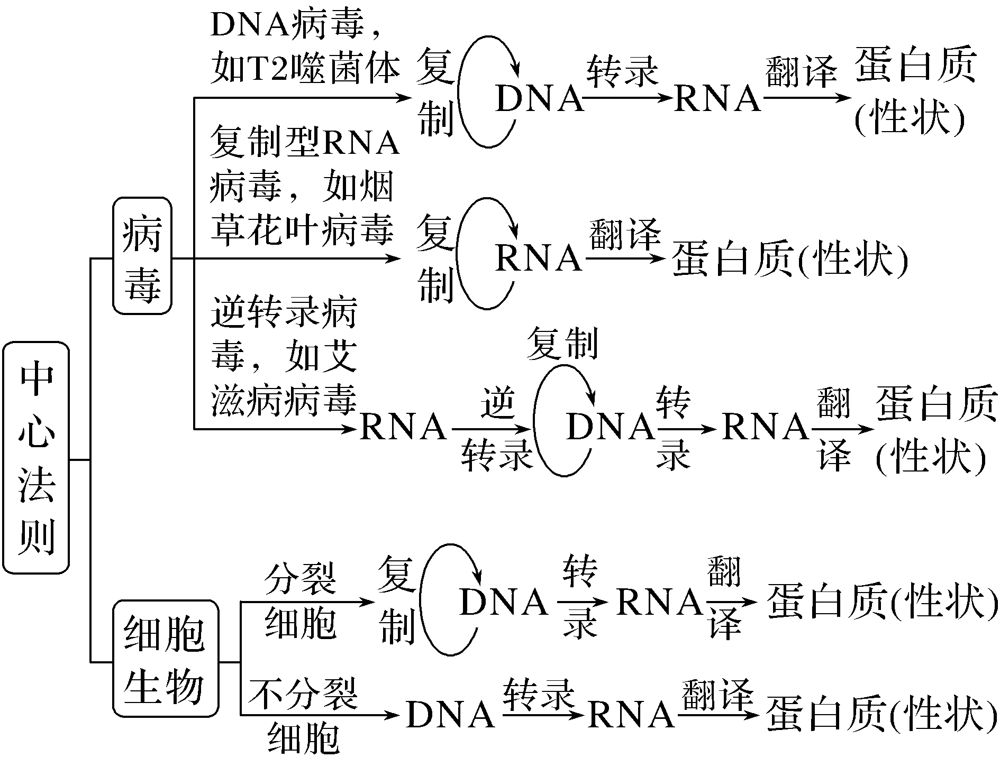 中心法则
病毒
DNA病毒，
如T2噬菌体
复制
DNA
转录
RNA
翻译
蛋白质
(性状)
复制型RNA
病毒，如烟
草花叶病毒
复制
RNA
翻译
蛋白质(性状)
逆转录病
毒，如艾
滋病病毒
RNA
逆
转录
复制
DNA
转
录
RNA
翻
译
蛋白质
(性状)
细胞
生物
分裂
细胞
复制
DNA
转
录
RNA
翻
译
蛋白质(性状)
不分裂
细胞
DNA
转录
RNA
翻译
蛋白质(性状)